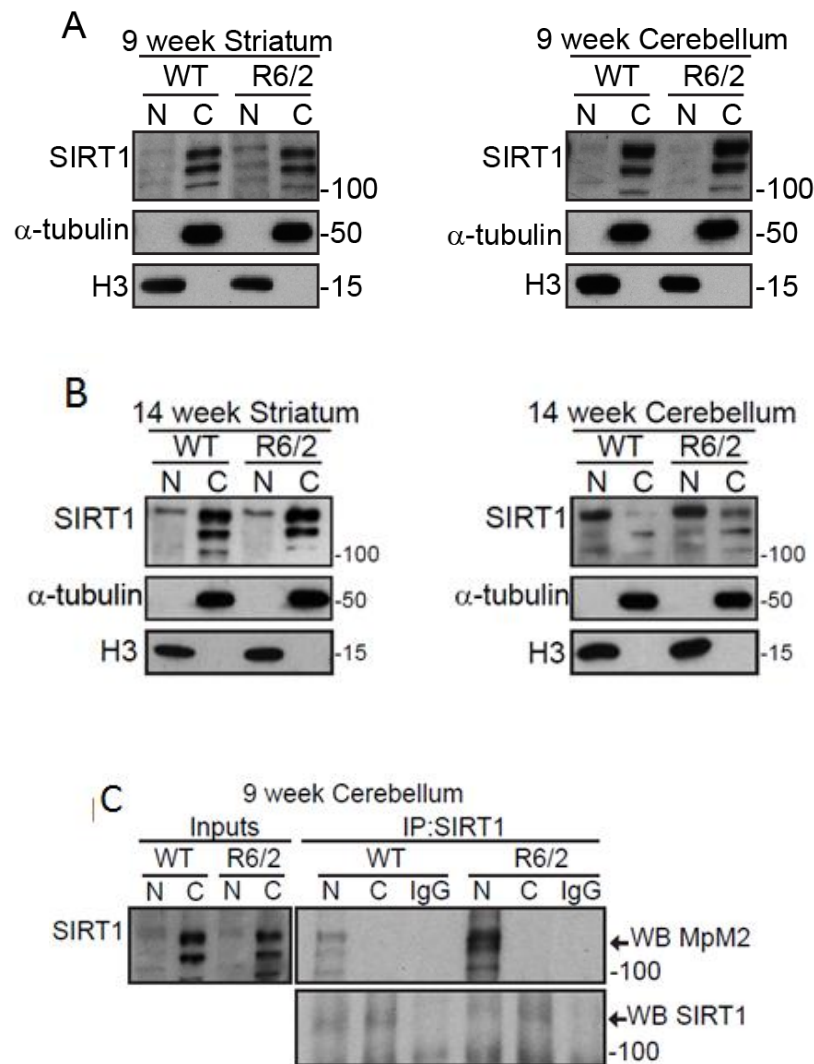 A
9 week Striatum
WT R6/2
N C N C
SIRT1
-100
α-tubulin -50
H3 -15
9 week Cerebellum
WT R6/2
N C N C
SIRT1
-100
α-tubulin -50
H3 -15
B
14 week Striatum
WT R6/2
N C N C
SIRT1
-100
α-tubulin -50
H3 -15
14 week Cerebellum
WT R6/2
N C N C
SIRT1
-100
α-tubulin -50
H3 -15
C
9 week Cerebellum
Inputs IP:SIRT1
WT R6/2 WT R6/2
N C N C N C IgG N C IgG
SIRT1 WB MpM2
-100
WB SIRT1
-100